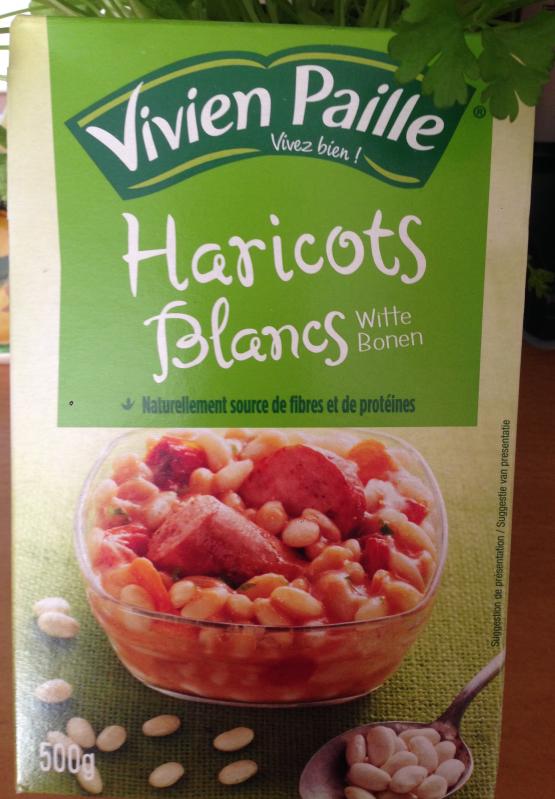 Vivien Paille ®
Vivez bien !
Haricots
Blancs
Witte
Bonen
Naturellement source de fibres et de protéines
Suggestion de présentation / Suggestie van presentatie
500g